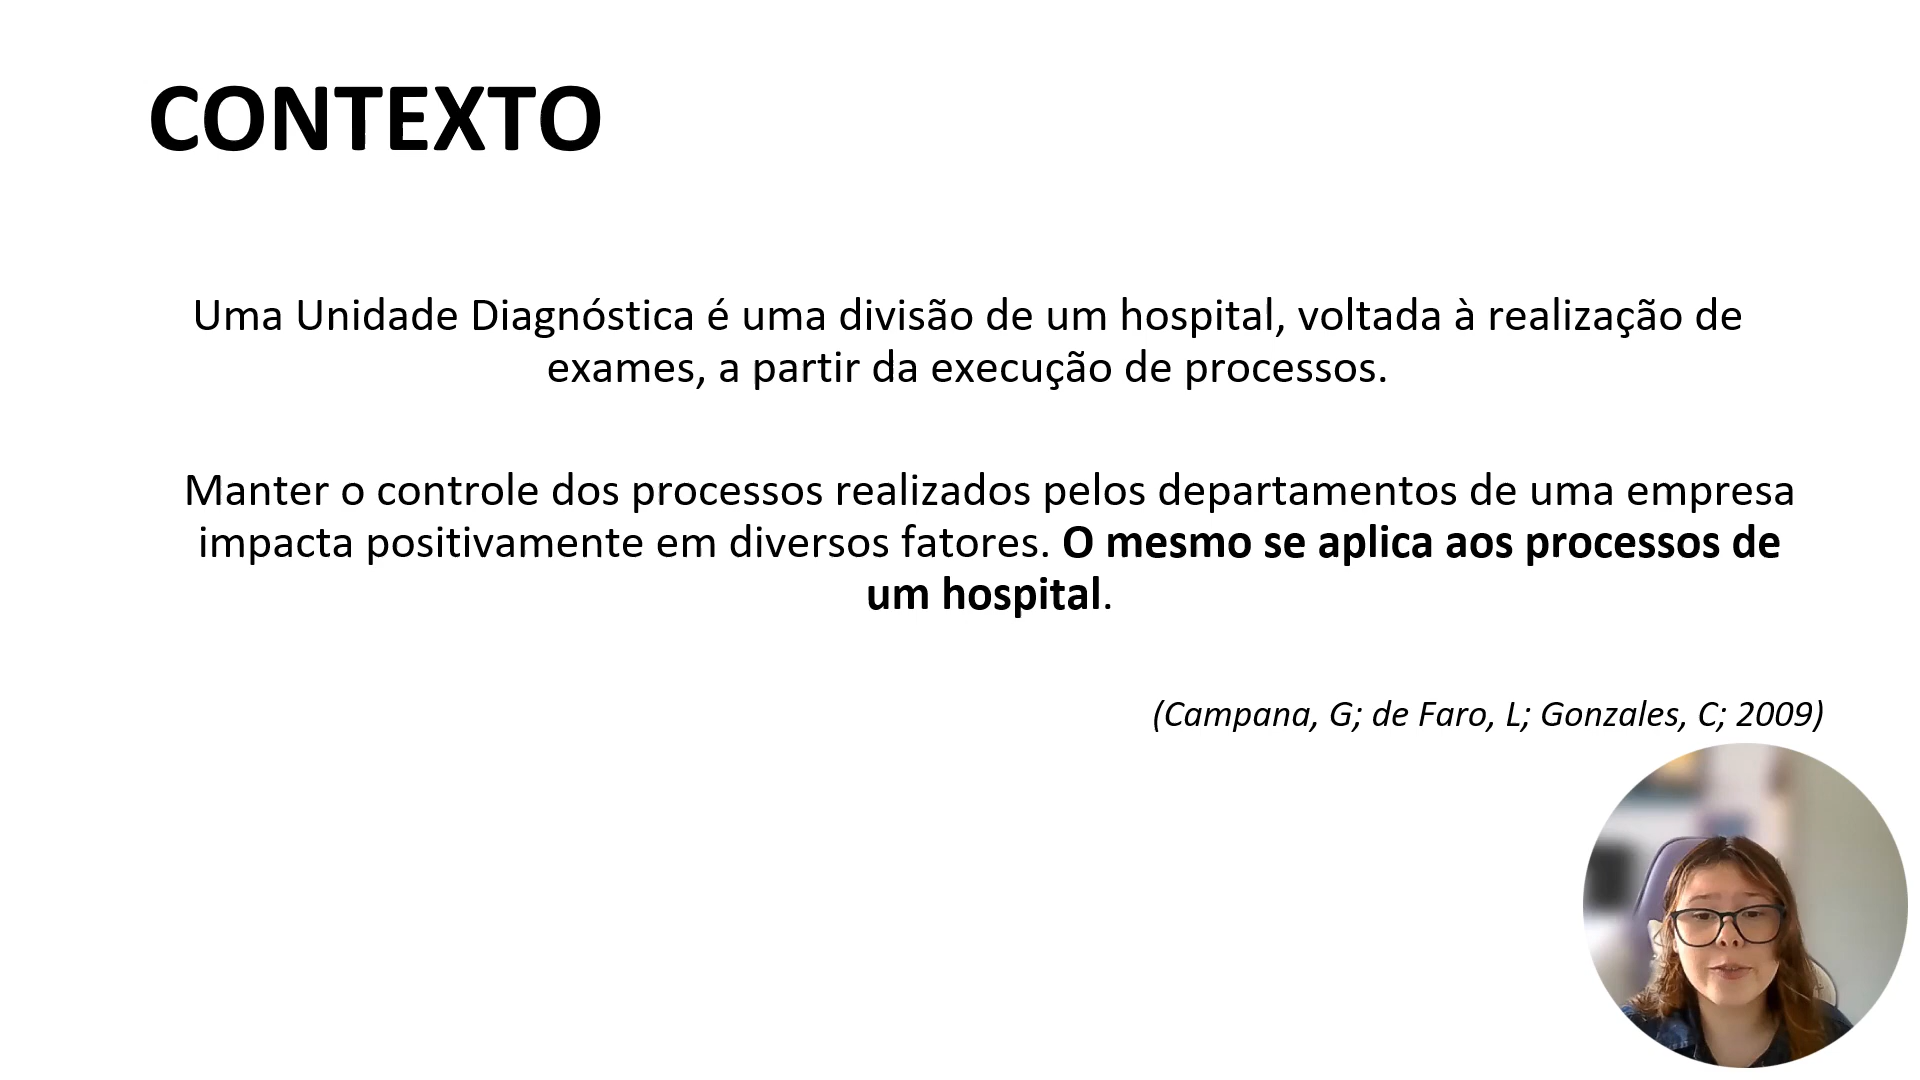 CONTEXTO
Uma Unidade Diagnóstica é uma divisão de um hospital, voltada à realização de
exames, a partir da execução de processos.
Manter o controle dos processos realizados pelos departamentos de uma empresa
impacta positivamente em diversos fatores. O mesmo se aplica aos processos de
um hospital.
(Campana, G; de Faro, L; Gonzales, C; 2009)